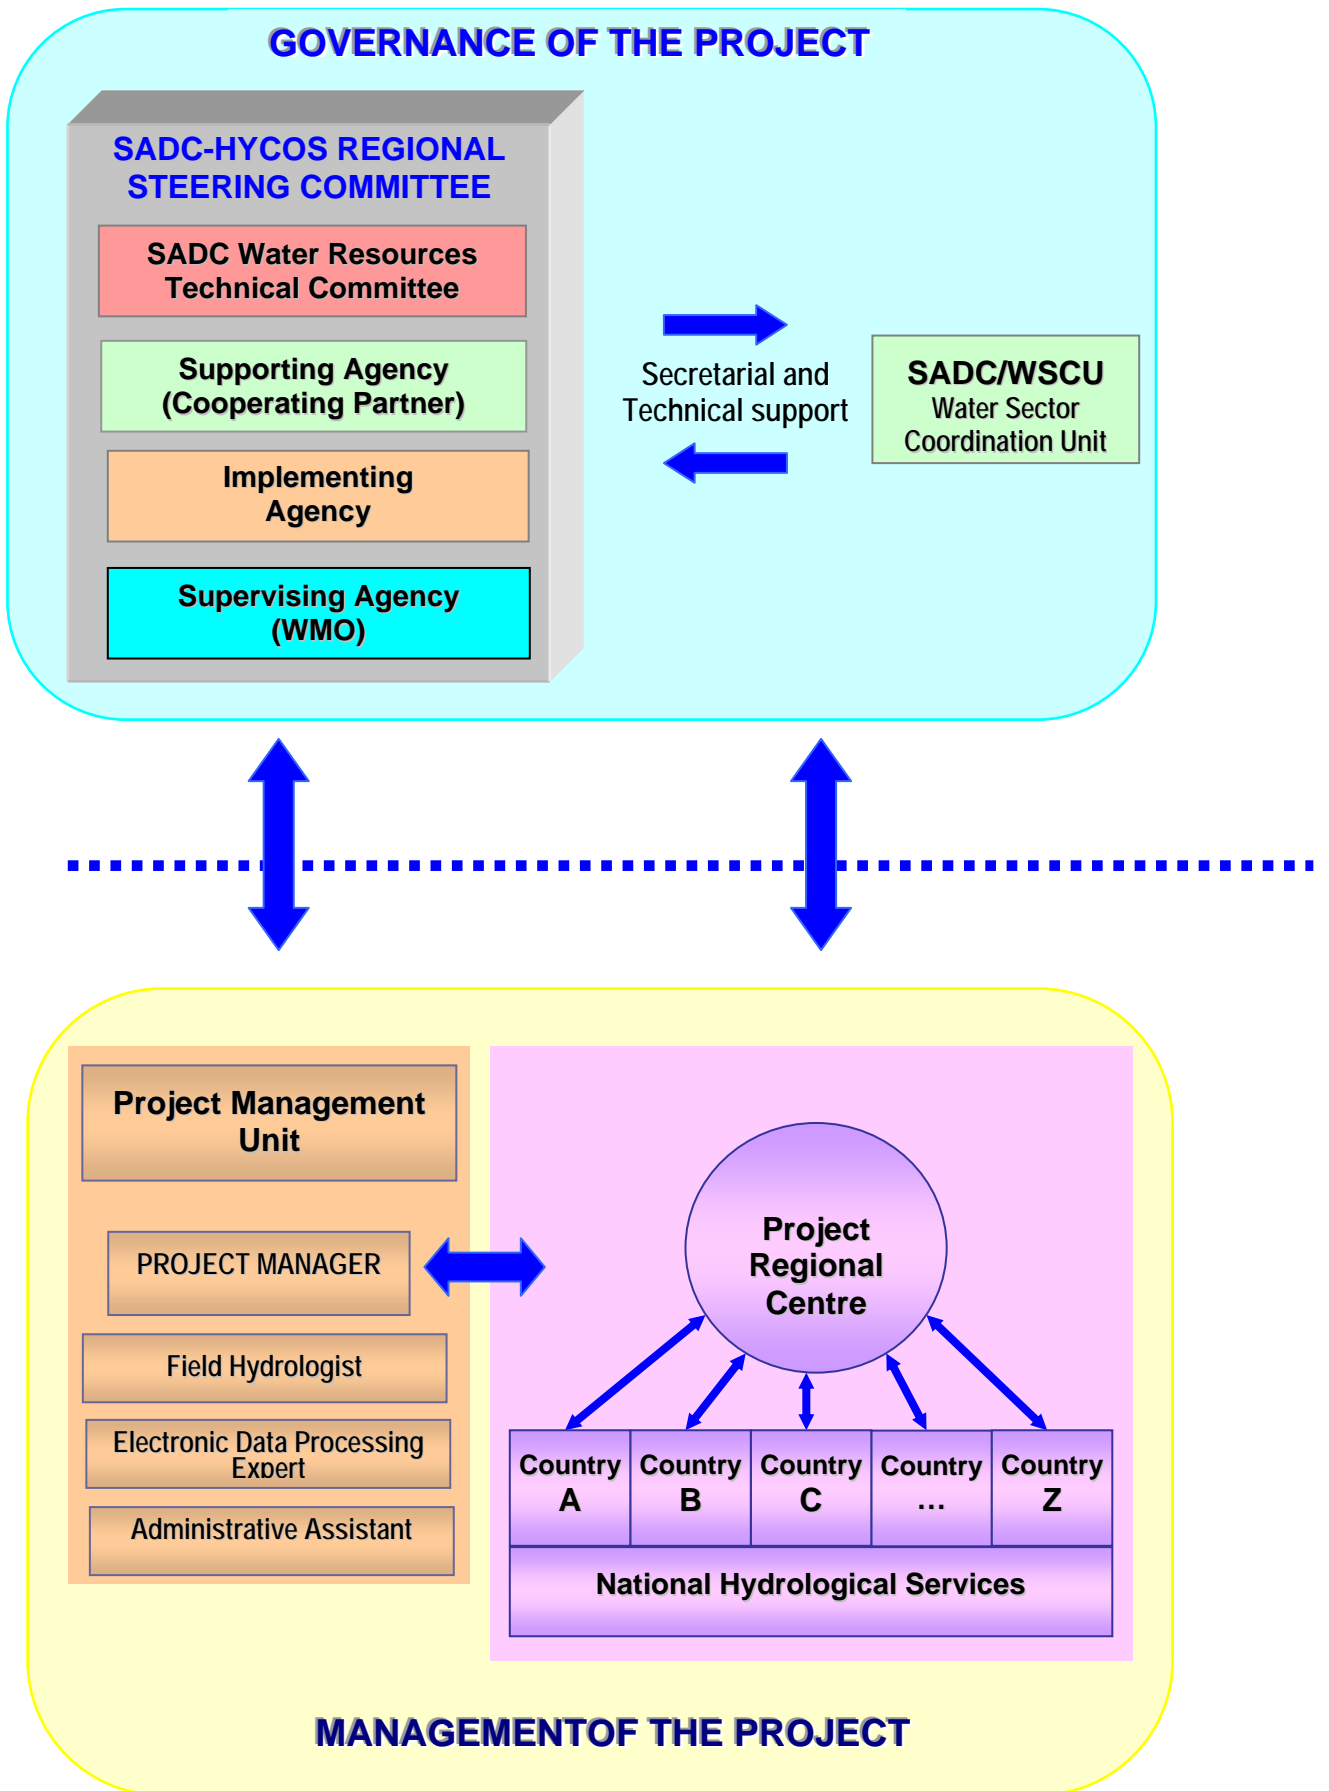 GOVERNANCE OF THE PROJECT
SADC-HYCOS REGIONAL
STEERING COMMITTEE
SADC Water Resources
Technical Committee
Supporting Agency
(Cooperating Partner)
Implementing
Agency
Supervising Agency
(WMO)
Secretarial and
Technical support
SADC/WSCU
Water Sector
Coordination Unit
Project Management
Unit
PROJECT MANAGER
Field Hydrologist
Electronic Data Processing
Expert
Administrative Assistant
Project
Regional
Centre
Country
A
Country
B
Country
C
Country
...
Country
Z
National Hydrological Services
MANAGEMENTOF THE PROJECT